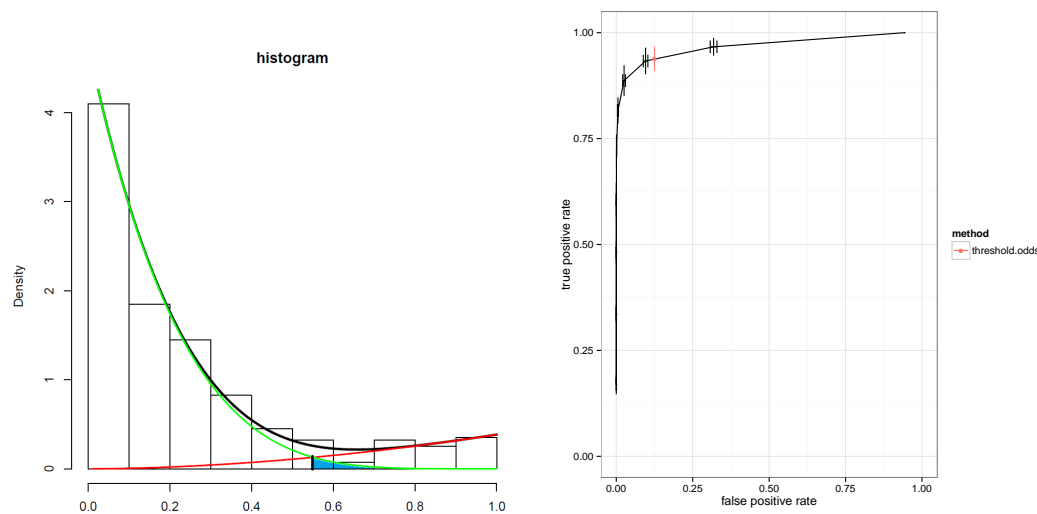 histogram
Density
0
1
2
3
4
0.0 0.2 0.4 0.6 0.8 1.0
true positive rate
1.00
0.75
0.50
0.25
0.00
0.00 0.25 0.50 0.75 1.00
false positive rate
method
threshold.odds